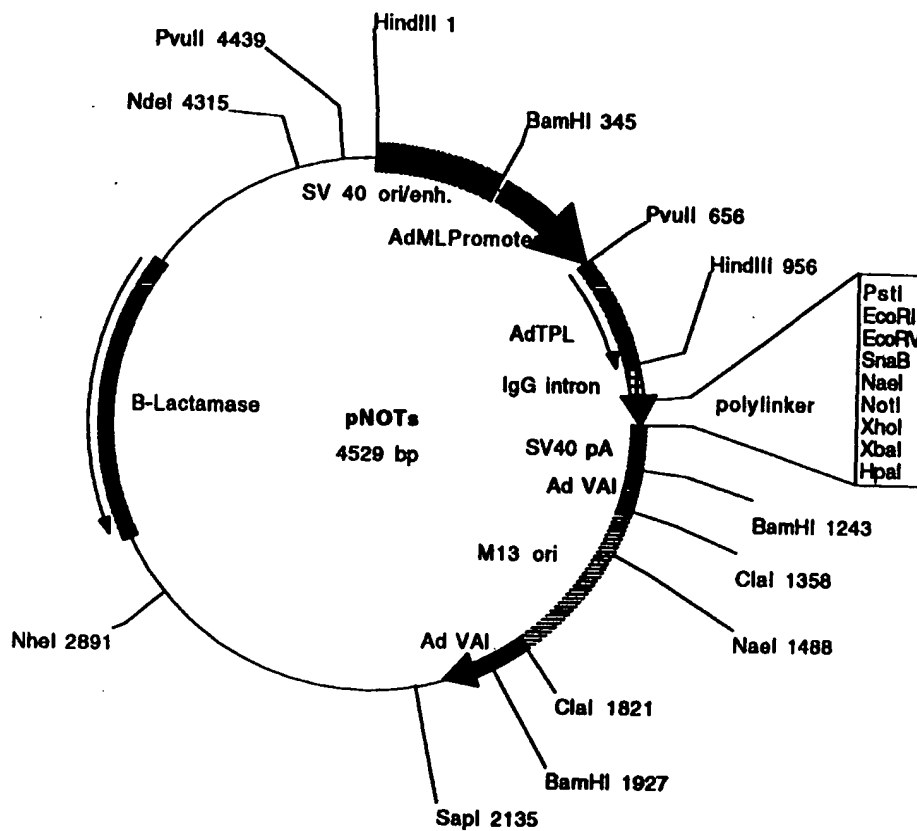 HindIII 1
PvuII 4439
NdeI 4315
BamHI 345
SV 40 ori/enh.
AdMLPromote
PvuII 656
HindIII 956
PstI
EcoRI
EcoRV
SnaB
NaeI
NotI
XhoI
XbaI
HpaI
AdTPL
IgG intron
polylinker
B-Lactamase
pNOTs
4529 bp
SV40 pA
Ad VAI
BamHI 1243
M13 ori
ClaI 1358
NheI 2891
Ad VAI
NaeI 1488
ClaI 1821
BamHI 1927
SapI 2135